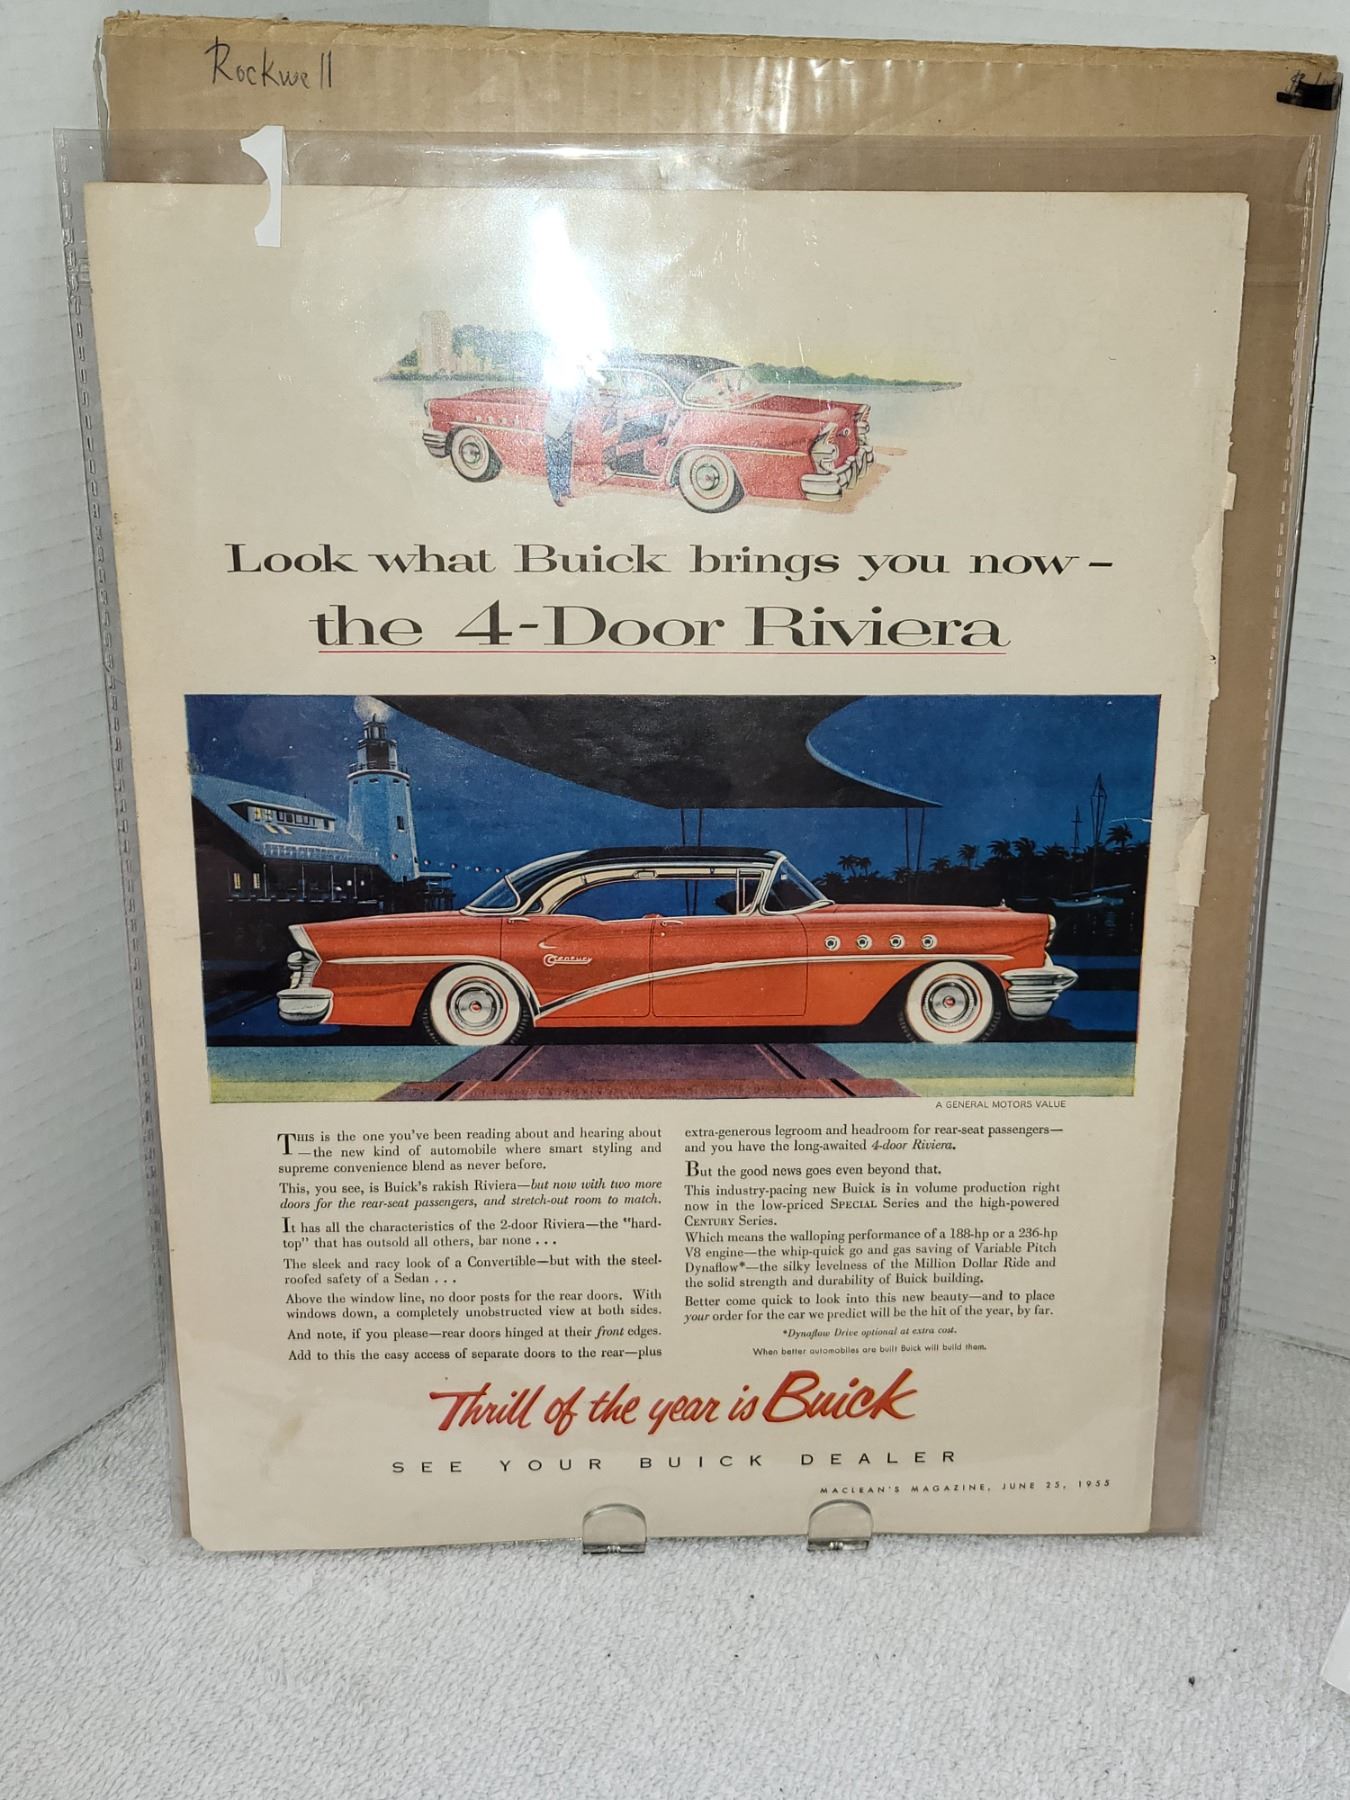 Rockwell
Look what Buick brings you now—
the 4-Door Riviera
Century
A GENERAL MOTORS VALUE
THIS is the one you've been reading about and hearing about
—the new kind of automobile where smart styling and
supreme convenience blend as never before.
This, you see, is Buick's rakish Riviera—but now with two more
doors for the rear-seat passengers, and stretch-out room to match.
It has all the characteristics of the 2-door Riviera—the "hard-
top" that has outsold all others, bar none . . .
The sleek and racy look of a Convertible—but with the steel-
roofed safety of a Sedan . . .
Above the window line, no door posts for the rear doors. With
windows down, a completely unobstructed view at both sides.
And note, if you please—rear doors hinged at their front edges.
Add to this the easy access of separate doors to the rear—plus
extra-generous legroom and headroom for rear-seat passengers—
and you have the long-awaited 4-door Riviera.
But the good news goes even beyond that.
This industry-pacing new Buick is in volume production right
now in the low-priced SPECIAL Series and the high-powered
CENTURY Series.
Which means the walloping performance of a 188-hp or a 236-hp
V8 engine—the whip-quick go and gas saving of Variable Pitch
Dynaflow*—the silky levelness of the Million Dollar Ride and
the solid strength and durability of Buick building.
Better come quick to look into this new beauty—and to place
your order for the car we predict will be the hit of the year, by far.
*Dynaflow Drive optional at extra cost.
When better automobiles are built Buick will build them.
Thrill of the year is Buick
SEE YOUR BUICK DEALER
MACLEAN'S MAGAZINE, JUNE 25, 1955